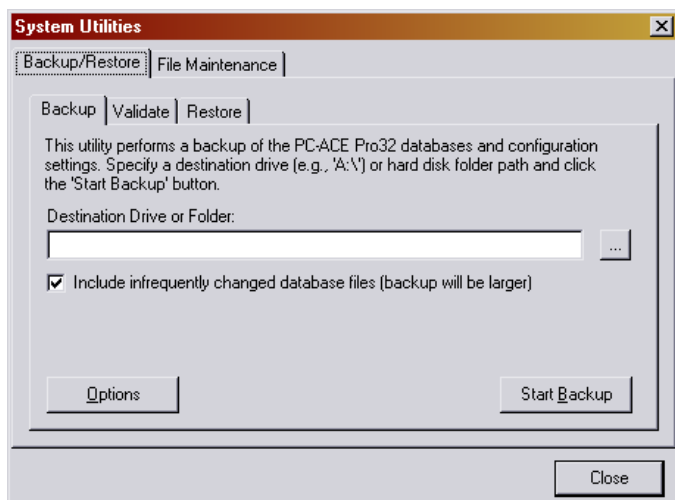 System Utilities
Backup/Restore File Maintenance
Backup Validate Restore
This utility performs a backup of the PC-ACE Pro32 databases and configuration
settings. Specify a destination drive (e.g., 'A:\') or hard disk folder path and click
the 'Start Backup' button.
Destination Drive or Folder:
...
Include infrequently changed database files (backup will be larger)
Options Start Backup
Close